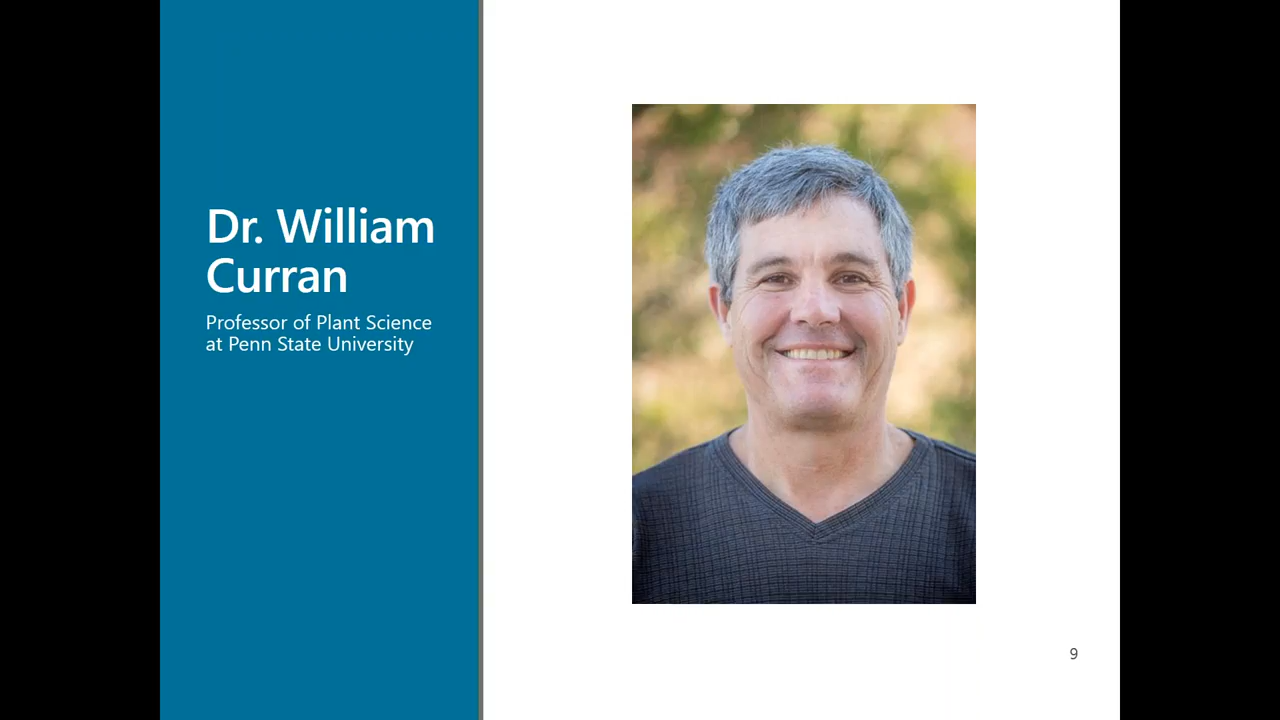 Dr. William
Curran
Professor of Plant Science
at Penn State University
9